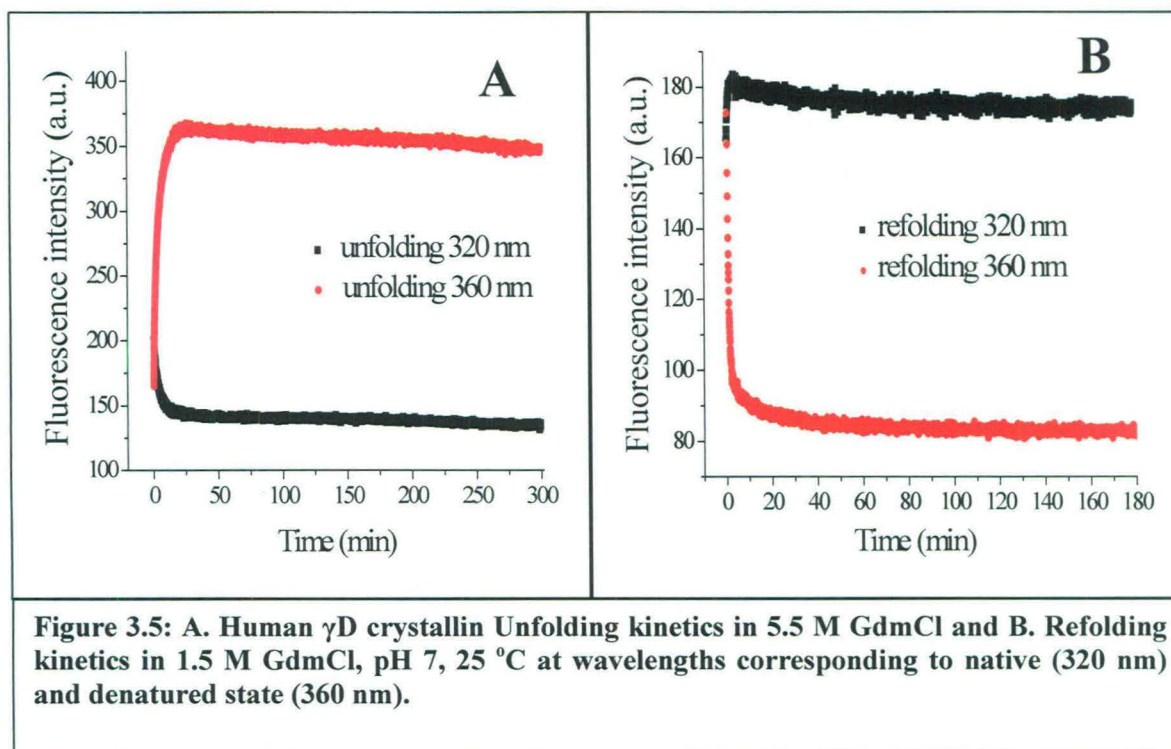 A
Fluorescence intensity (a.u.)
400
350
300
250
200
150
100
unfolding 320 nm
unfolding 360 nm
0 50 100 150 200 250 300
Time (min)
B
Fluorescence intensity (a.u.)
180
160
140
120
100
80
refolding 320 nm
refolding 360 nm
0 20 40 60 80 100 120 140 160 180
Time (min)
Figure 3.5: A. Human γD crystallin Unfolding kinetics in 5.5 M GdmCl and B. Refolding
kinetics in 1.5 M GdmCl, pH 7, 25 °C at wavelengths corresponding to native (320 nm)
and denatured state (360 nm).